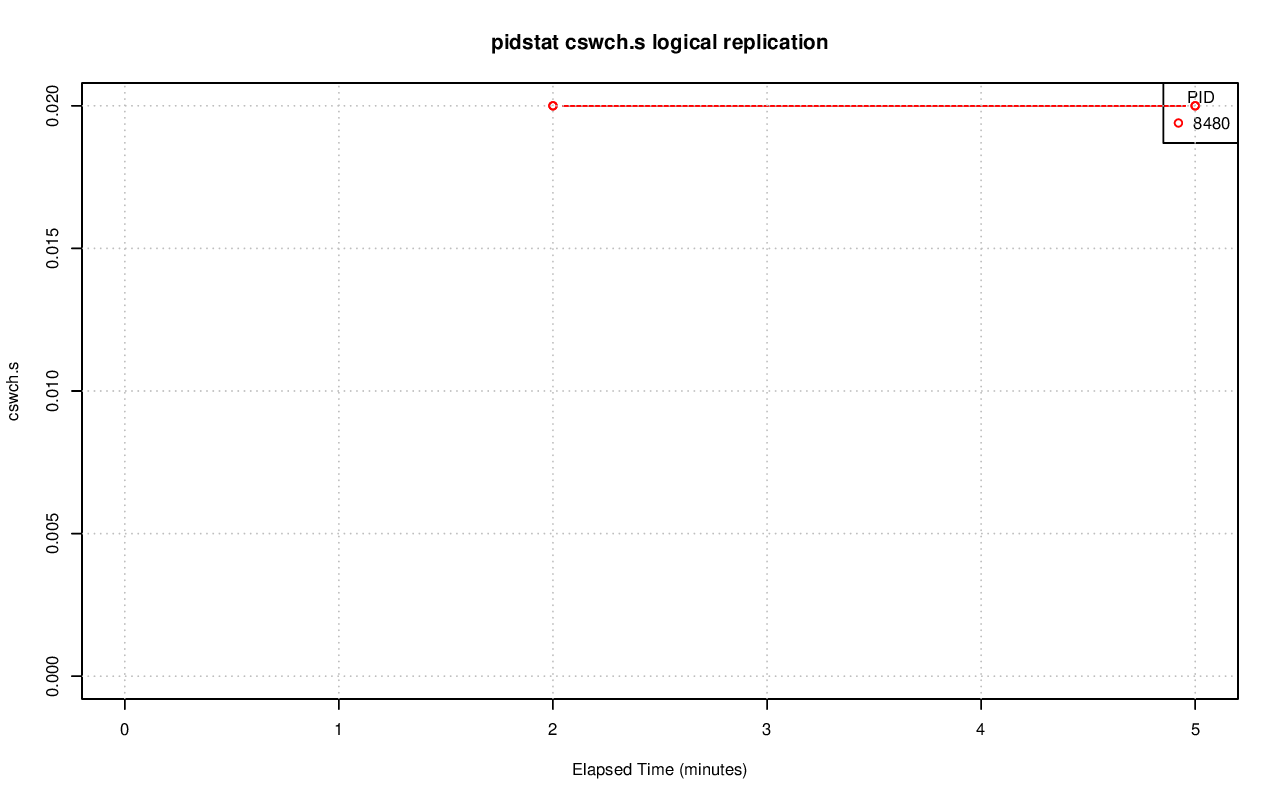 pidstat cswch.s logical replication
PID
8480
0.020
0.015
0.010
0.005
0.000
cswch.s
0 1 2 3 4 5
Elapsed Time (minutes)